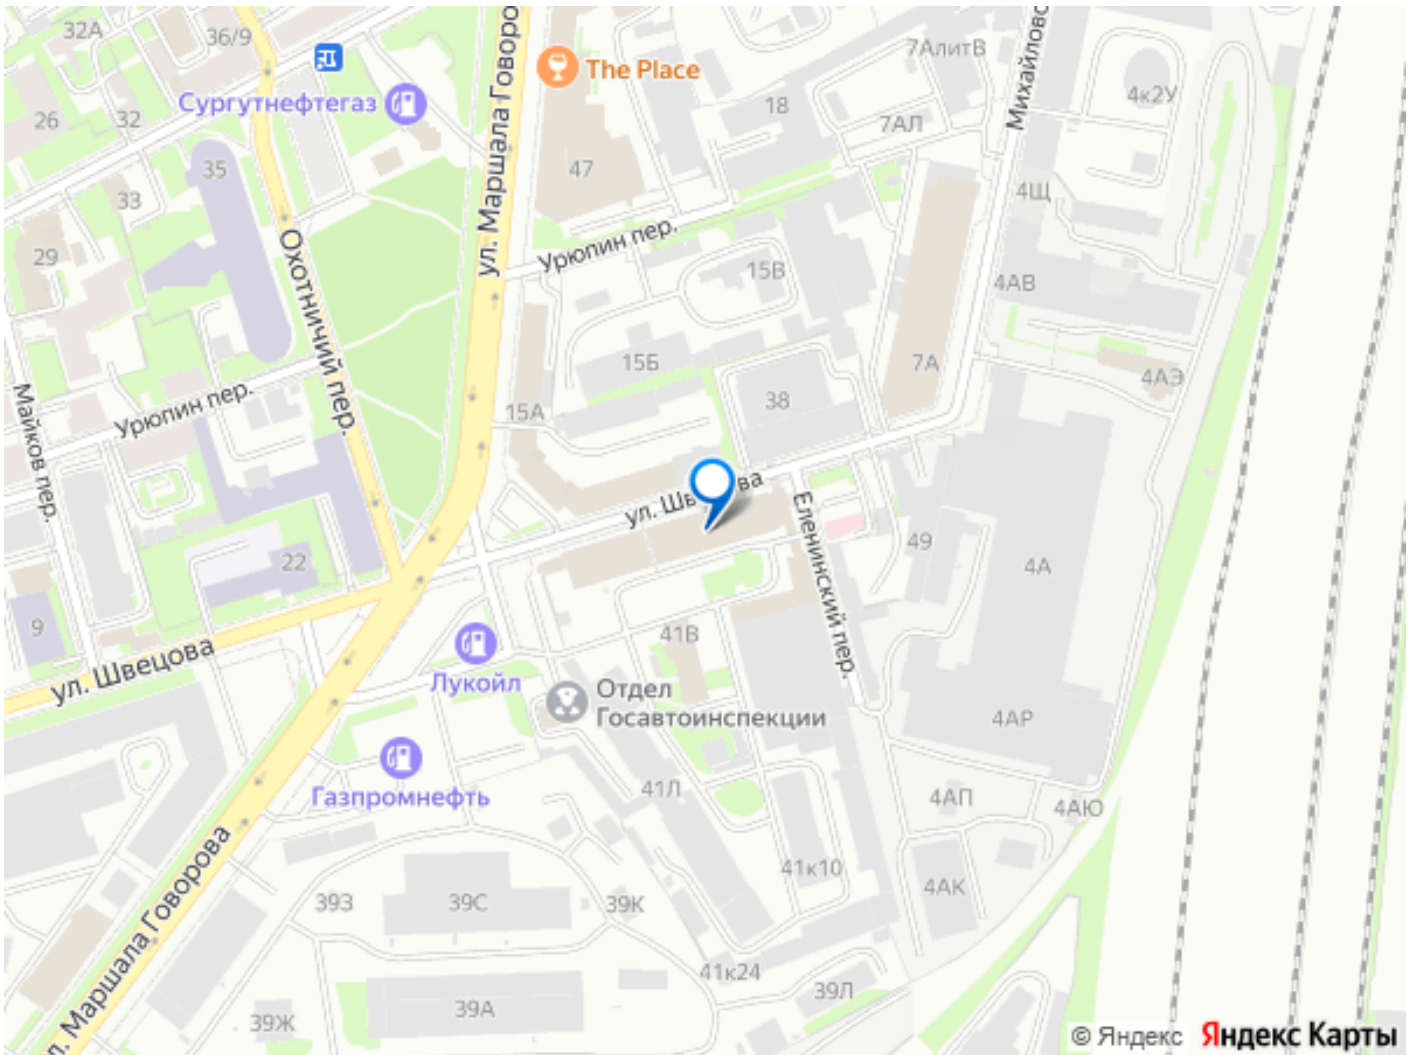 32А
36/9
The Place
7АлитВ
Сургутнефтегаз
26
32
18
7АЛ
4к2У
35
47
33
4Щ
29
ул. Маршала Говоро
Михайловс
Охотничий пер.
Урюпин пер.
15В
4АВ
15Б
7А
4АЭ
Майков пер.
Урюпин пер.
15А
38
ул. Шв ва
Еленинский пер.
22
49
4А
9
41В
ул. Швецова
Лукойл
Отдел
Госавтоинспекции
4АР
Газпромнефть
41Л
4АП
4АЮ
ул. Маршала Говорова
41к10
4АК
39З
39С
39К
41к24
39Л
39А
39Ж
© Яндекс Яндекс Карты